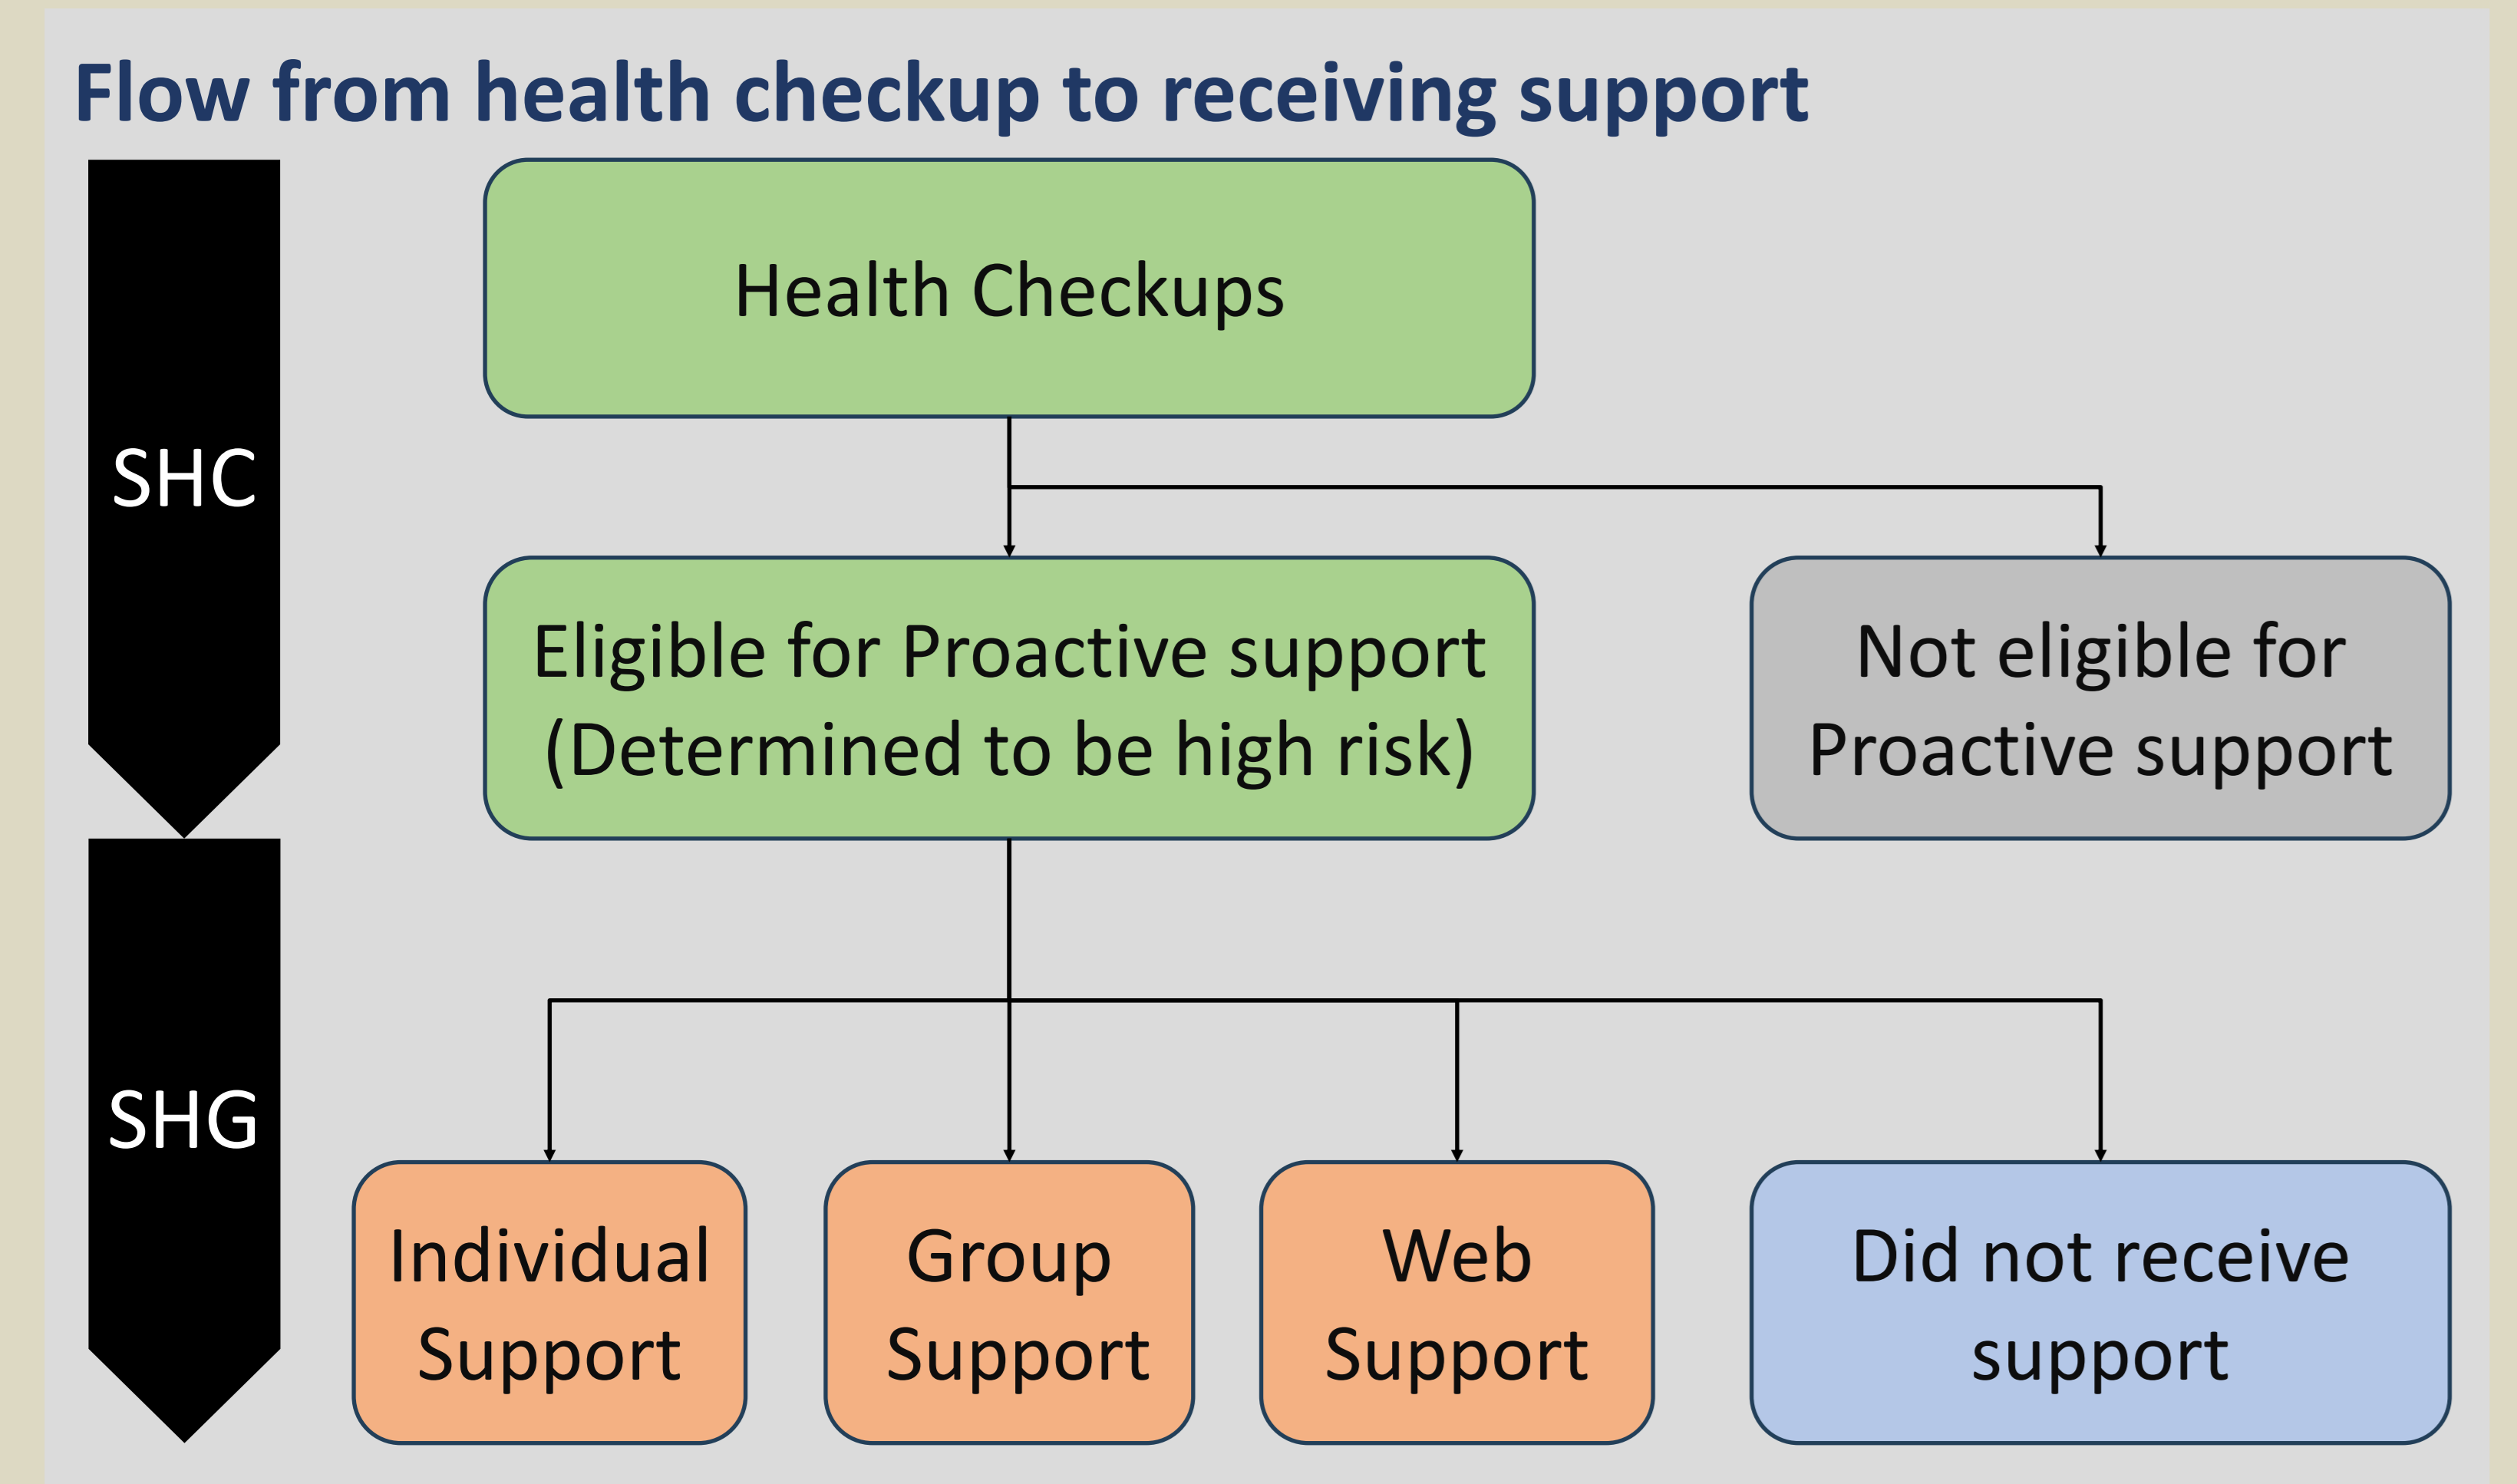 Flow from health checkup to receiving support
SHC
Health Checkups
Eligible for Proactive support
(Determined to be high risk)
Not eligible for
Proactive support
SHG
Individual
Support
Group
Support
Web
Support
Did not receive
support